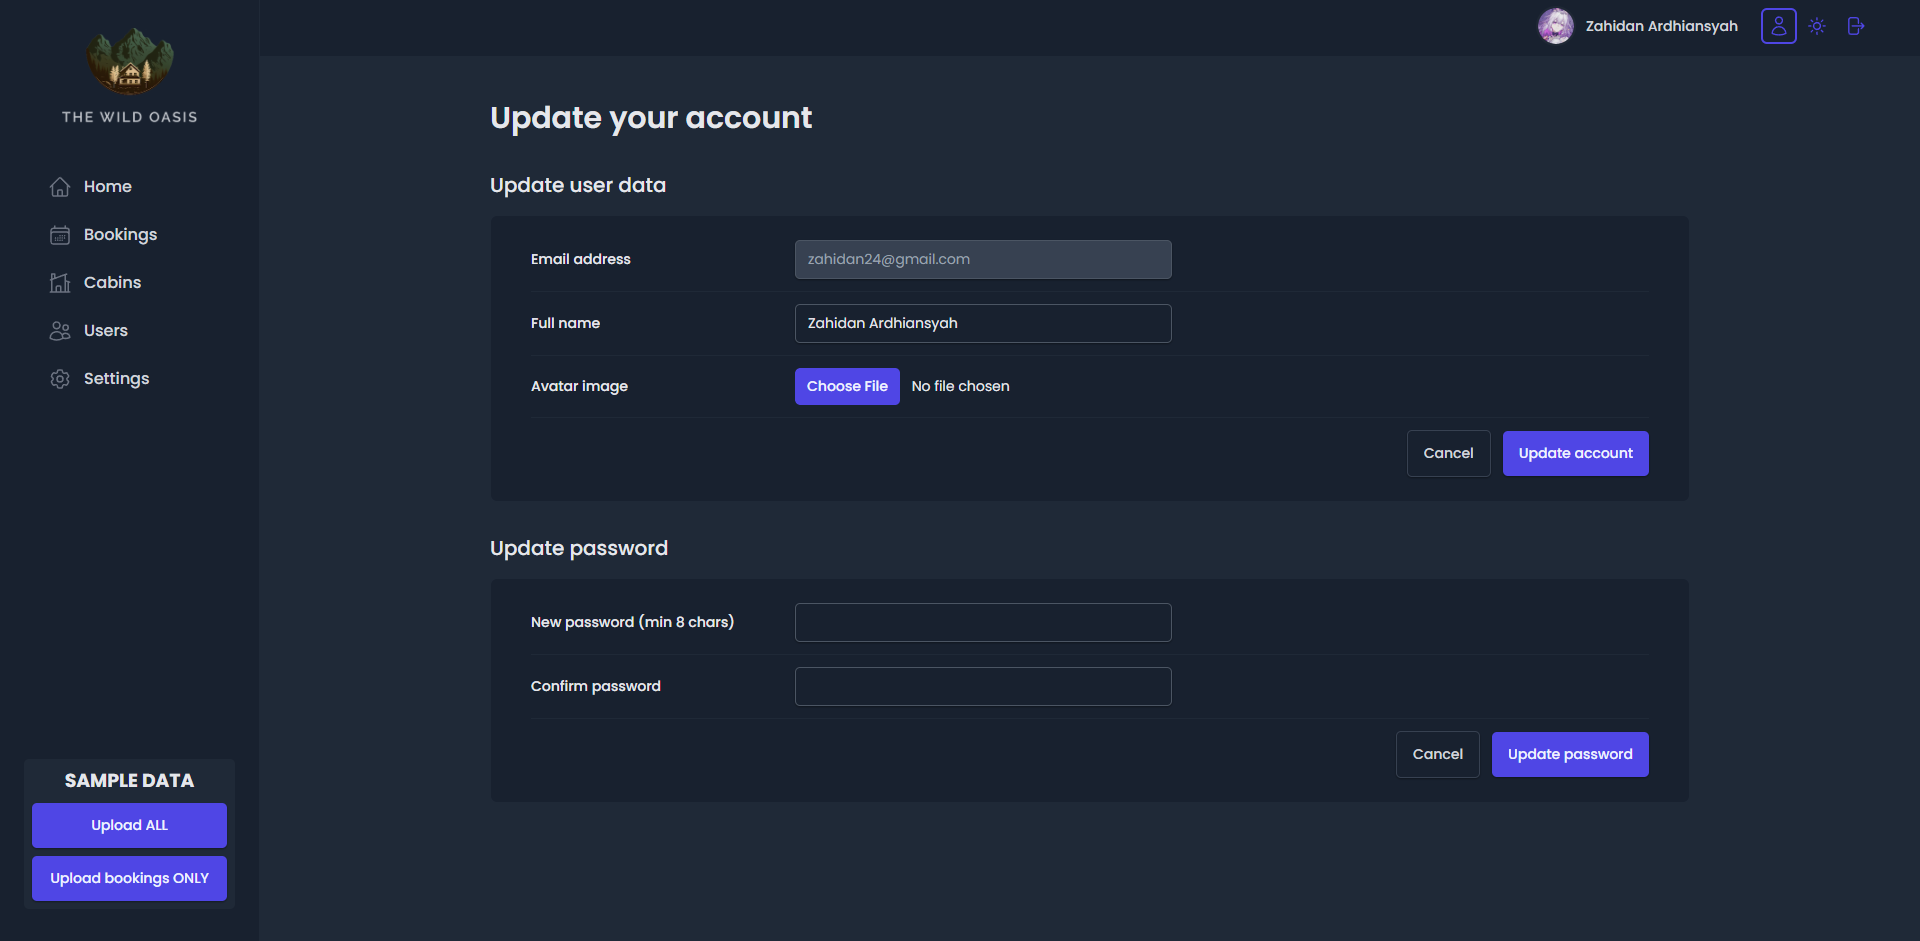 THE WILD OASIS
Home
Bookings
Cabins
Users
Settings
SAMPLE DATA
Upload ALL
Upload bookings ONLY
Zahidan Ardhiansyah
Update your account
Update user data
Email address zahidan24@gmail.com
Full name Zahidan Ardhiansyah
Avatar image Choose File No file chosen
Cancel Update account
Update password
New password (min 8 chars)
Confirm password
Cancel Update password